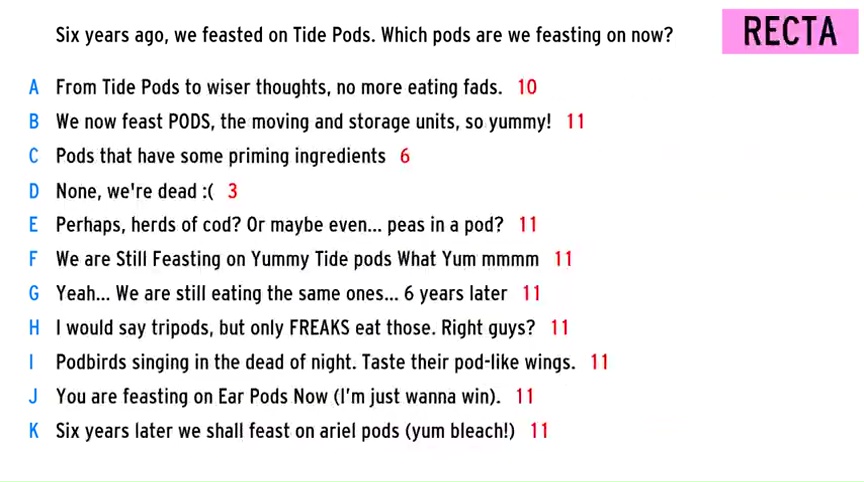 Six years ago, we feasted on Tide Pods. Which pods are we feasting on now?
RECTA
A From Tide Pods to wiser thoughts, no more eating fads. 10
B We now feast PODS, the moving and storage units, so yummy! 11
C Pods that have some priming ingredients 6
D None, we're dead :( 3
E Perhaps, herds of cod? Or maybe even... peas in a pod? 11
F We are Still Feasting on Yummy Tide pods What Yum mmmm 11
G Yeah... We are still eating the same ones... 6 years later 11
H I would say tripods, but only FREAKS eat those. Right guys? 11
I Podbirds singing in the dead of night. Taste their pod-like wings. 11
J You are feasting on Ear Pods Now (I'm just wanna win). 11
K Six years later we shall feast on ariel pods (yum bleach!) 11